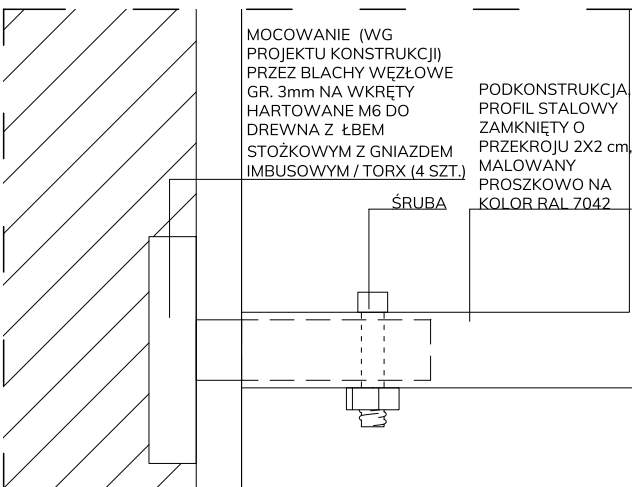 MOCOWANIE (WG
PROJEKTU KONSTRUKCJI)
PRZEZ BLACHY WĘZŁOWE
GR. 3mm NA WKRĘTY
HARTOWANE M6 DO
DREWNA Z ŁBEM
STOŻKOWYM Z GNIAZDEM
IMBUSOWYM / TORX (4 SZT.)
ŚRUBA
PODKONSTRUKCJA,
PROFIL STALOWY
ZAMKNIĘTY O
PRZEKROJU 2X2 cm,
MALOWANY
PROSZKOWO NA
KOLOR RAL 7042